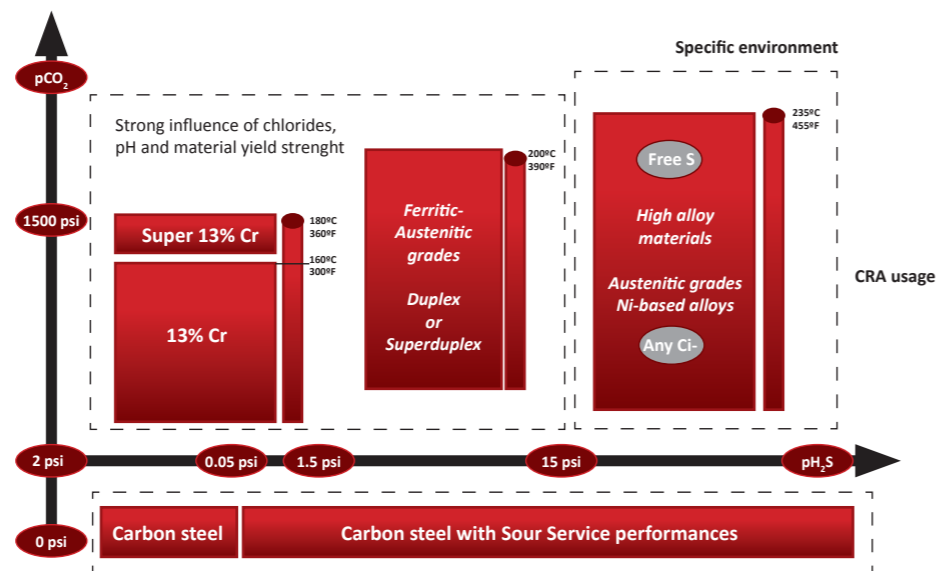 Specific environment
pCO₂
Strong influence of chlorides,
pH and material yield strenght
235ºC
455ºF
Free S
200ºC
390ºF
1500 psi
Super 13% Cr
180ºC
360ºF
160ºC
300ºF
Ferritic-
Austenitic
grades
High alloy
materials
CRA usage
13% Cr
Duplex
or
Superduplex
Austenitic grades
Ni-based alloys
Any Ci-
2 psi
0.05 psi
1.5 psi
15 psi
pH₂S
0 psi
Carbon steel
Carbon steel with Sour Service performances